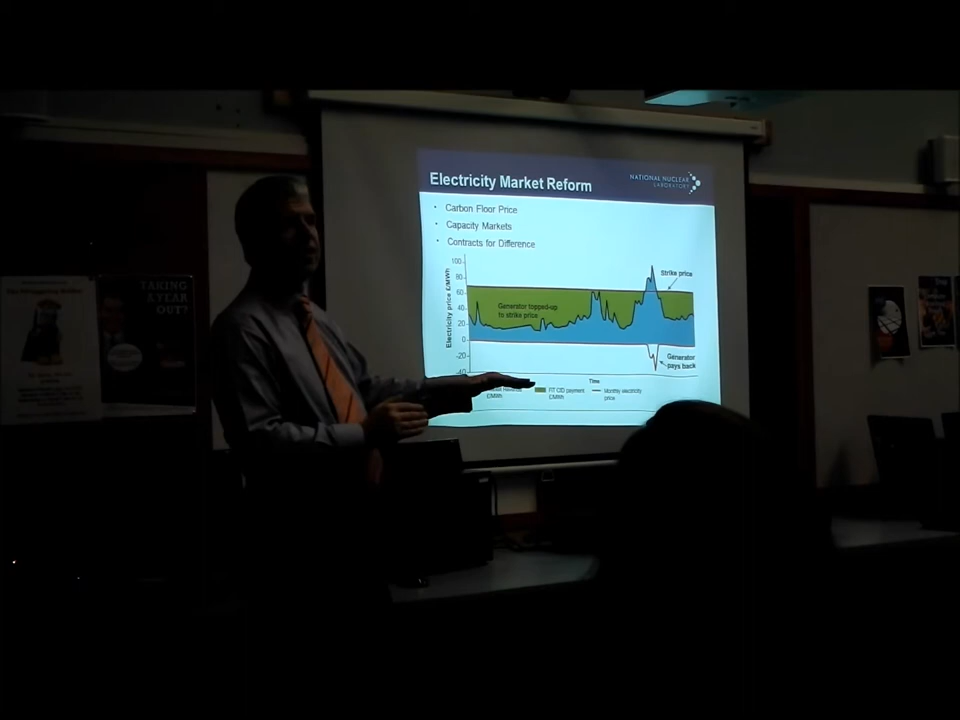 Electricity Market Reform
NATIONAL NUCLEAR
LABORATORY
• Carbon Floor Price
• Capacity Markets
• Contracts for Difference
Electricity price £/MWh
100
80
60
40
20
0
-20
-40
Strike price
Generator topped-up
to strike price
Generator
pays back
Time
£/MWh
FiT CfD payment
£/MWh
Monthly electricity
price
TAKING
A YEAR
OUT?